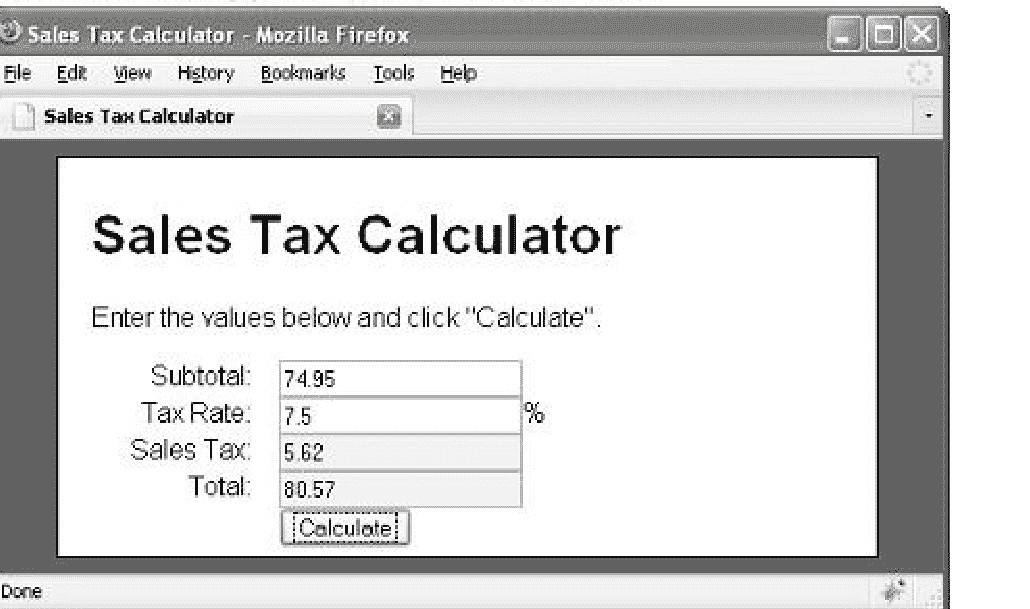 Sales Tax Calculator - Mozilla Firefox
File Edit View History Bookmarks Tools Help
Sales Tax Calculator
Sales Tax Calculator
Enter the values below and click "Calculate".
Subtotal: 74.95
Tax Rate: 7.5 %
Sales Tax: 5.62
Total: 80.57
Calculate
Done